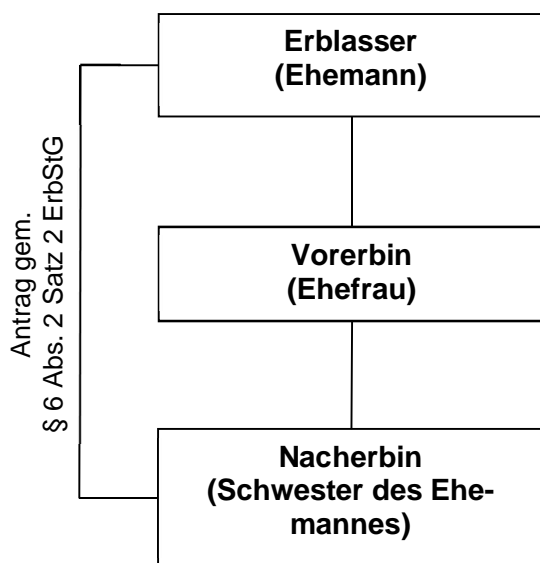 Erblasser
(Ehemann)
Antrag gem.
§ 6 Abs. 2 Satz 2 ErbStG
Vorerbin
(Ehefrau)
Nacherbin
(Schwester des Ehe-
mannes)